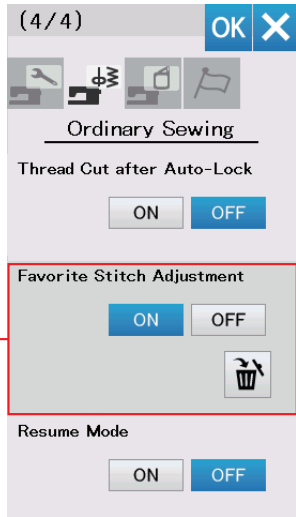 (4/4)
OK
Ordinary Sewing
Thread Cut after Auto-Lock
ON OFF
Favorite Stitch Adjustment
ON OFF
Resume Mode
ON OFF